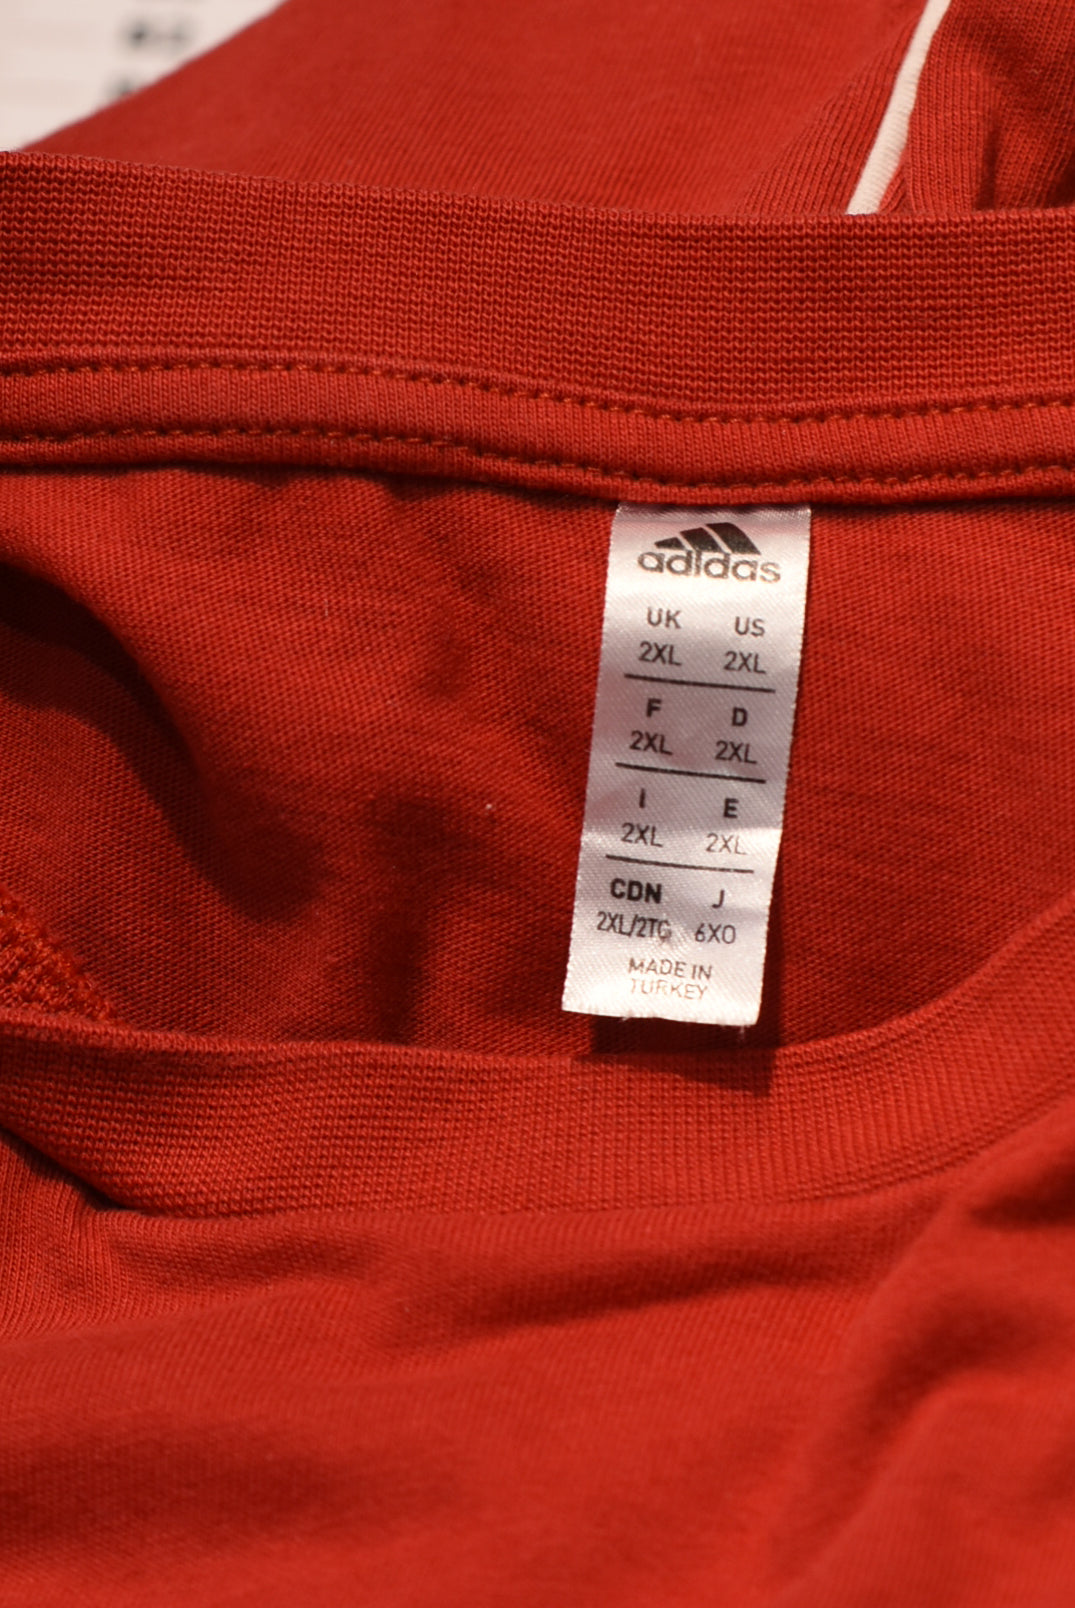 adidas
UK US
2XL 2XL
F D
2XL 2XL
I E
2XL 2XL
CDN J
2XL/2TG 6XO
MADE IN
TURKEY